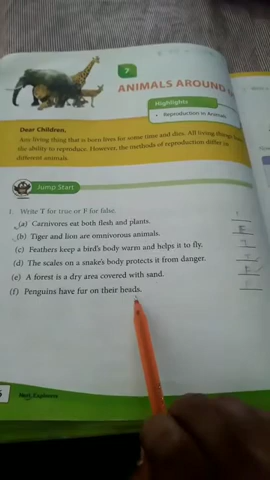 7
ANIMALS AROUND
Highlights
• Reproduction in Animals
Dear Children,
Any living thing that is born lives for some time and dies. All living things have
the ability to reproduce. However, the methods of reproduction differ in
different animals.
Jump Start
1. Write T for true or F for false.
(a) Carnivores eat both flesh and plants.
(b) Tiger and lion are omnivorous animals. F
(c) Feathers keep a bird's body warm and helps it to fly.
(d) The scales on a snake's body protects it from danger.
(e) A forest is a dry area covered with sand.
(f) Penguins have fur on their heads.